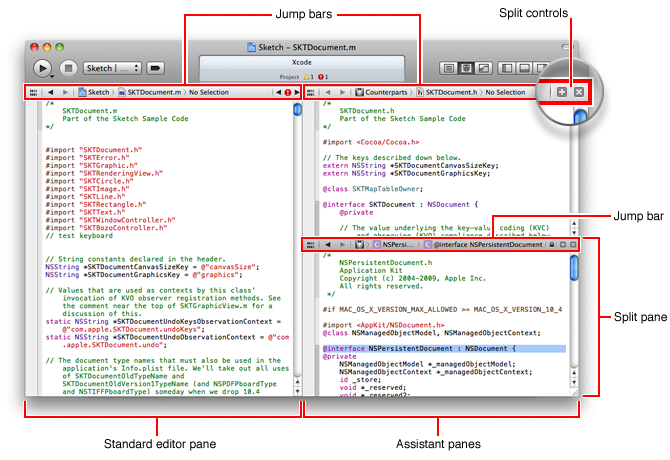 Jump bars
Split controls
Sketch – SKTDocument.m
Xcode
Project 1 1
Sketch | ...
Sketch 〉 SKTDocument.m 〉 No Selection
Counterparts 〉 SKTDocument.h 〉 No Selection
/*
SKTDocument.m
Part of the Sketch Sample Code
*/
#import "SKTDocument.h"
#import "SKTError.h"
#import "SKTGraphic.h"
#import "SKTRenderingView.h"
#import "SKTCircle.h"
#import "SKTImage.h"
#import "SKTLine.h"
#import "SKTRectangle.h"
#import "SKTText.h"
#import "SKTWindowController.h"
#import "SKTBozoController.h"
// test keyboard
// String constants declared in the header.
NSString *SKTDocumentCanvasSizeKey = @"canvasSize";
NSString *SKTDocumentGraphicsKey = @"graphics";
// Values that are used as contexts by this class'
invocation of KVO observer registration methods. See
the comment near the top of SKTGraphicView.m for a
discussion of this.
static NSString *SKTDocumentUndoKeysObservationContext =
@"com.apple.SKTDocument.undoKeys";
static NSString *SKTDocumentUndoObservationContext = @"com
.apple.SKTDocument.undo";
// The document type names that must also be used in the
application's Info.plist file. We'll take out all uses
of SKTDocumentOldTypeName and
SKTDocumentOldVersion1TypeName (and NSPDFPboardType
and NSTIFFPboardType) someday when we drop 10.4
/*
SKTDocument.h
Part of the Sketch Sample Code
*/
#import <Cocoa/Cocoa.h>
// The keys described down below.
extern NSString *SKTDocumentCanvasSizeKey;
extern NSString *SKTDocumentGraphicsKey;
@class SKTMapTableOwner;
@interface SKTDocument : NSDocument {
@private
// The value underlying the key-value coding (KVC)
and observing (KVO) compliance described below
Jump bar
NSPersi... 〉 @interface NSPersistentDocument
/*
NSPersistentDocument.h
Application Kit
Copyright (c) 2004-2009, Apple Inc.
All rights reserved.
*/
#if MAC_OS_X_VERSION_MAX_ALLOWED >= MAC_OS_X_VERSION_10_4
#import <AppKit/NSDocument.h>
@class NSManagedObjectModel, NSManagedObjectContext;
@interface NSPersistentDocument : NSDocument {
@private
NSManagedObjectModel *_managedObjectModel;
NSManagedObjectContext *_managedObjectContext;
id _store;
void *_reserved;
void *_reserved2;
Split pane
Standard editor pane
Assistant panes